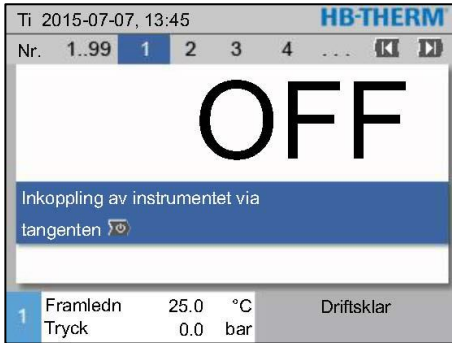 Ti 2015-07-07, 13:45 HB-THERM
Nr. 1..99 1 2 3 4 ...
OFF
Inkoppling av instrumentet via
tangenten
1 Framledn 25.0 °C Driftsklar
Tryck 0.0 bar